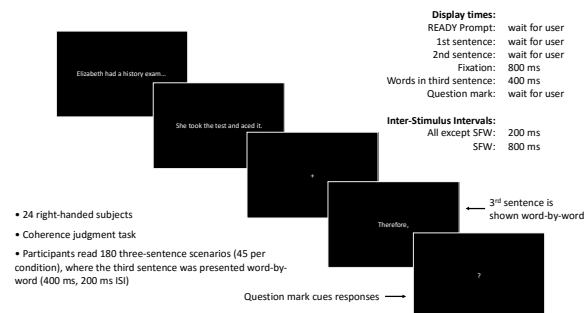 Display times:
READY Prompt: wait for user
1st sentence: wait for user
2nd sentence: wait for user
Fixation: 800 ms
Words in third sentence: 400 ms
Question mark: wait for user
Inter-Stimulus Intervals:
All except SFW: 200 ms
SFW: 800 ms
Elizabeth had a history exam...
She took the test and aced it.
+
Therefore,
?
3rd sentence is
shown word-by-word
• 24 right-handed subjects
• Coherence judgment task
• Participants read 180 three-sentence scenarios (45 per
condition), where the third sentence was presented word-by-
word (400 ms, 200 ms ISI)
Question mark cues responses